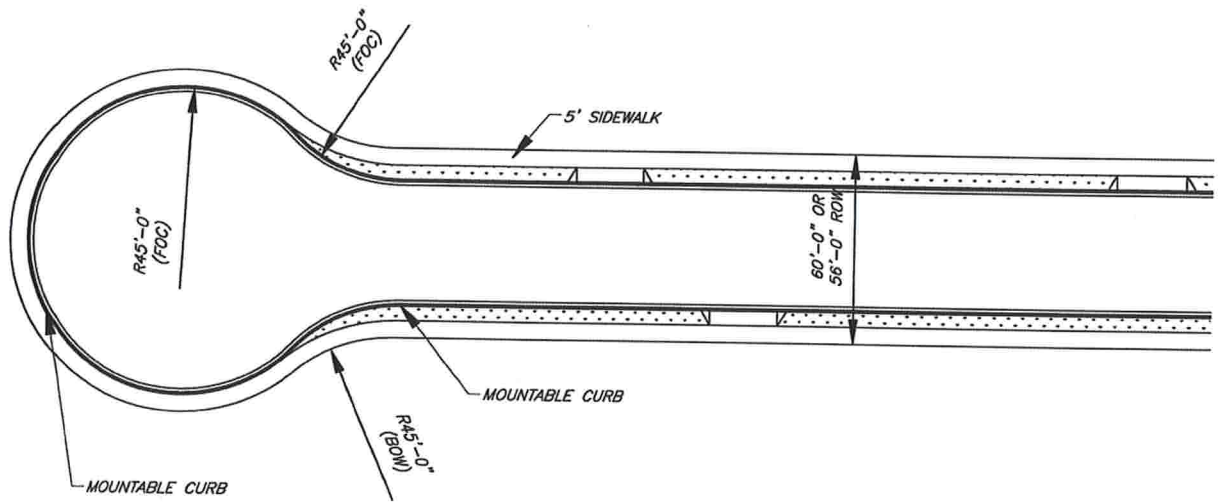 R45'-0"
(FOC)
5' SIDEWALK
R45'-0"
(FOC)
60'-0" OR
56'-0" ROW
MOUNTABLE CURB
R45'-0"
(BOW)
MOUNTABLE CURB